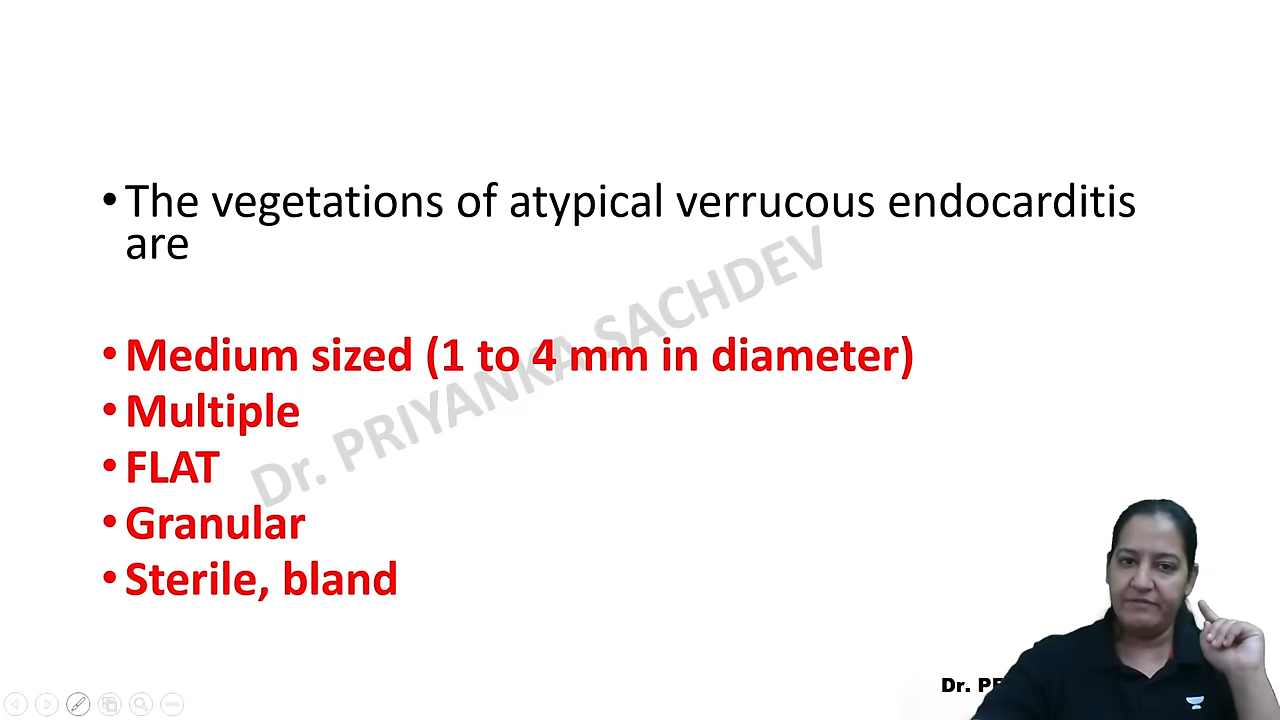 • The vegetations of atypical verrucous endocarditis
are
• Medium sized (1 to 4 mm in diameter)
• Multiple
• FLAT
• Granular
• Sterile, bland
Dr. PRIYANKA SACHDEV
Dr.